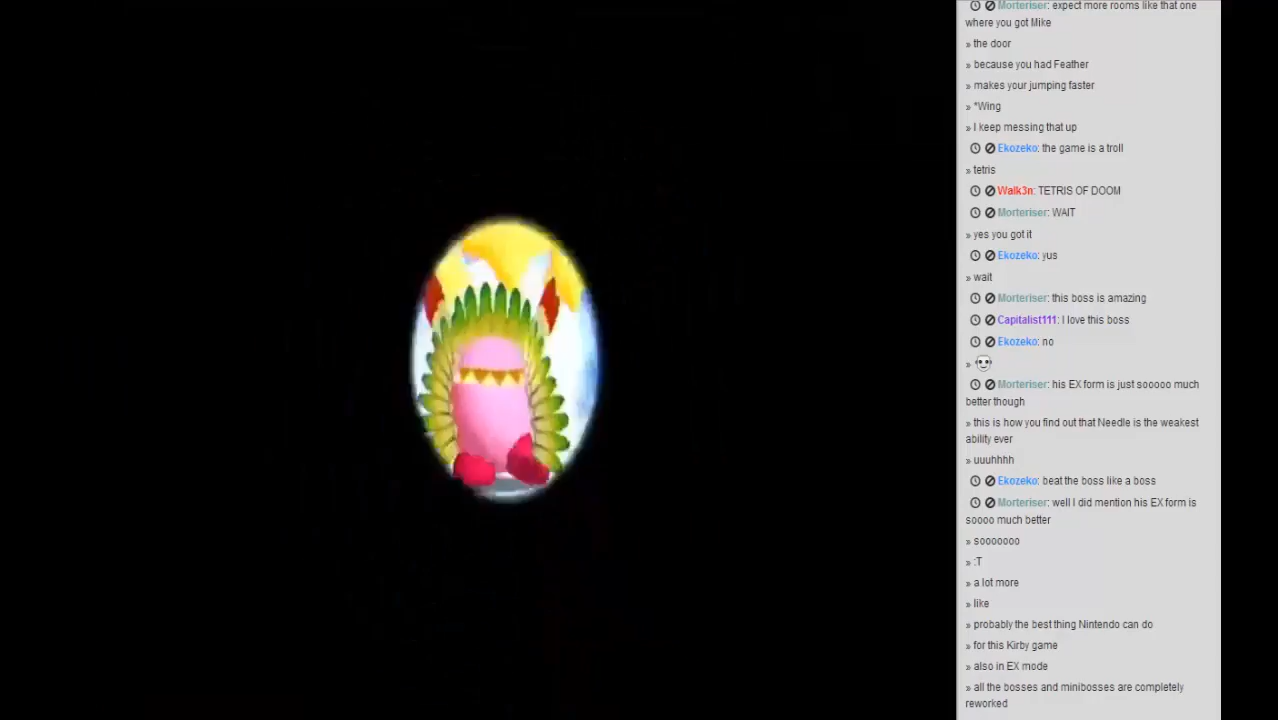 Morteriser: expect more rooms like that one
where you got Mike
» the door
» because you had Feather
» makes your jumping faster
» *Wing
» I keep messing that up
Ekozeko: the game is a troll
» tetris
Walk3n: TETRIS OF DOOM
Morteriser: WAIT
» yes you got it
Ekozeko: yus
» wait
Morteriser: this boss is amazing
Capitalist111: I love this boss
Ekozeko: no
»
Morteriser: his EX form is just sooooo much
better though
» this is how you find out that Needle is the weakest
ability ever
» uuuhhhh
Ekozeko: beat the boss like a boss
Morteriser: well I did mention his EX form is
soooo much better
» sooooooo
» :T
» a lot more
» like
» probably the best thing Nintendo can do
» for this Kirby game
» also in EX mode
» all the bosses and minibosses are completely
reworked